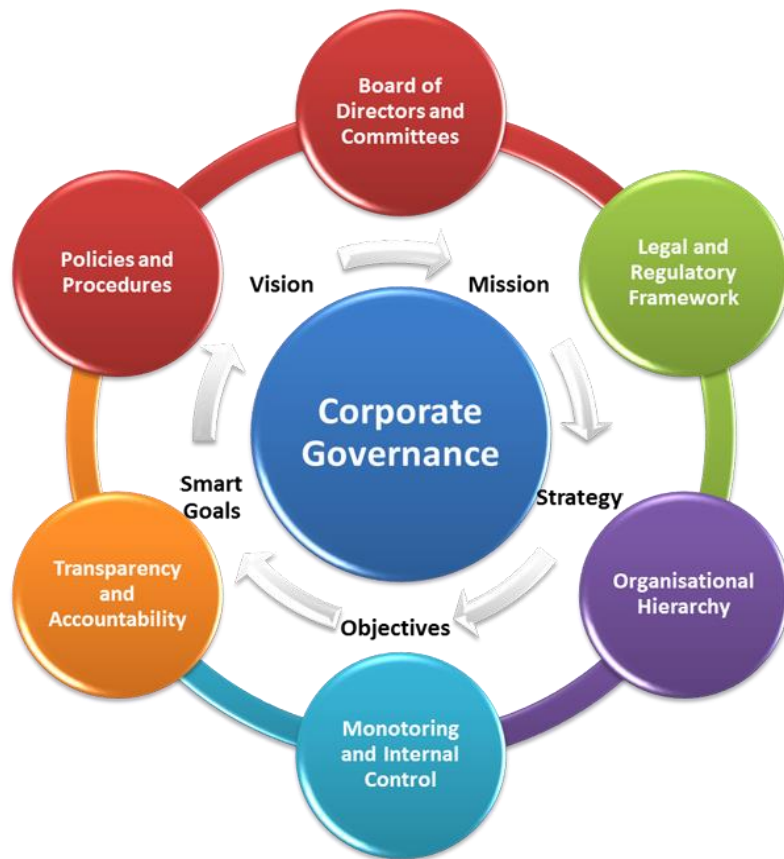 Board of
Directors and
Committees
Policies and
Procedures
Legal and
Regulatory
Framework
Vision
Mission
Corporate
Governance
Smart
Goals
Strategy
Transparency
and
Accountability
Organisational
Hierarchy
Objectives
Monotoring
and Internal
Control